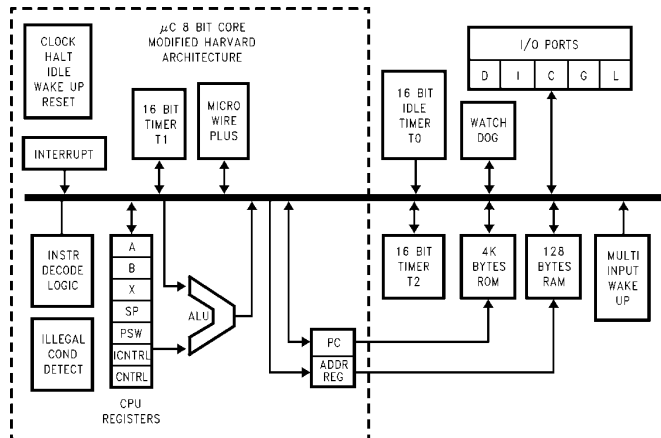 CLOCK
HALT
IDLE
WAKE UP
RESET
μC 8 BIT CORE
MODIFIED HARVARD
ARCHITECTURE
I/O PORTS
D I C G L
INTERRUPT
16 BIT
TIMER
T1
MICRO
WIRE
PLUS
16 BIT
IDLE
TIMER
T0
WATCH
DOG
INSTR
DECODE
LOGIC
ILLEGAL
COND
DETECT
A
B
X
SP
PSW
ICNTRL
CNTRL
CPU
REGISTERS
ALU
PC
ADDR
REG
16 BIT
TIMER
T2
4K
BYTES
ROM
128
BYTES
RAM
MULTI
INPUT
WAKE
UP